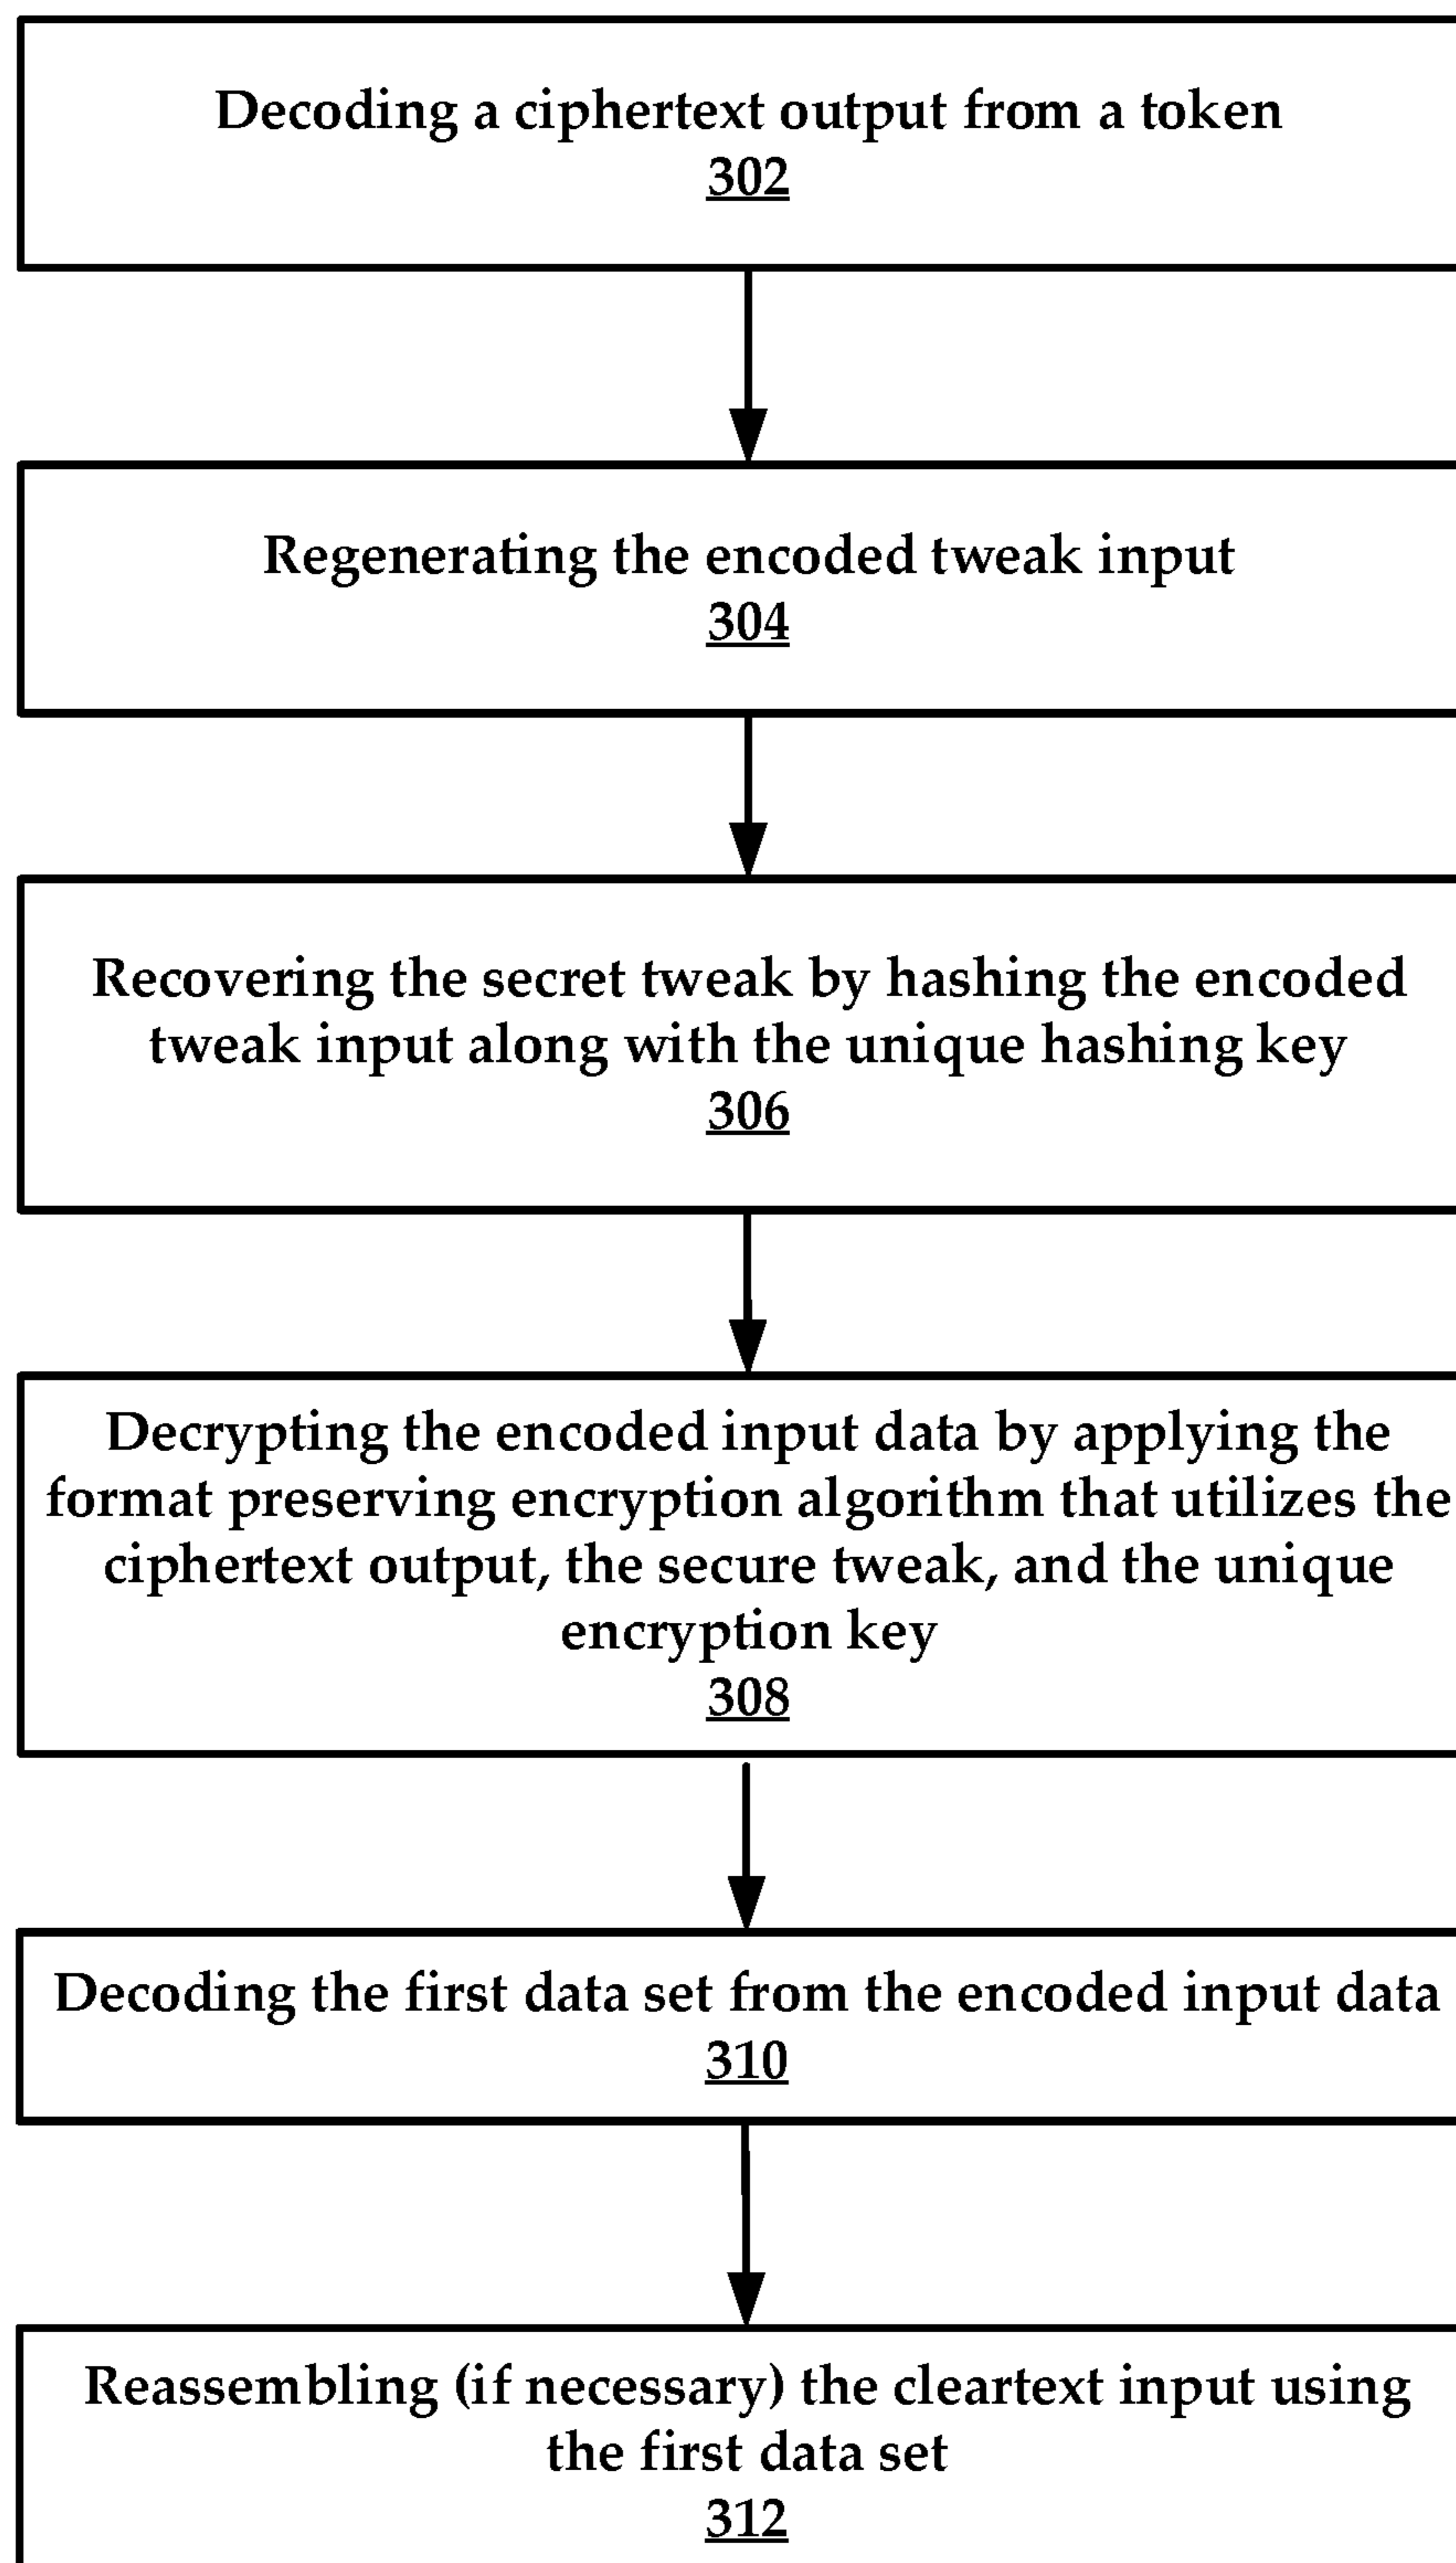 Decoding a ciphertext output from a token
302
Regenerating the encoded tweak input
304
Recovering the secret tweak by hashing the encoded
tweak input along with the unique hashing key
306
Decrypting the encoded input data by applying the
format preserving encryption algorithm that utilizes the
ciphertext output, the secure tweak, and the unique
encryption key
308
Decoding the first data set from the encoded input data
310
Reassembling (if necessary) the cleartext input using
the first data set
312